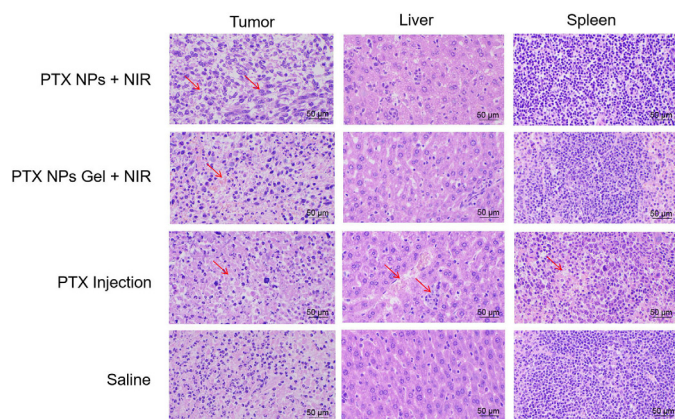 Tumor Liver Spleen
PTX NPs + NIR
50 μm 50 μm 50 μm
PTX NPs Gel + NIR
50 μm 50 μm 50 μm
PTX Injection
50 μm 50 μm 50 μm
Saline
50 μm 50 μm 50 μm